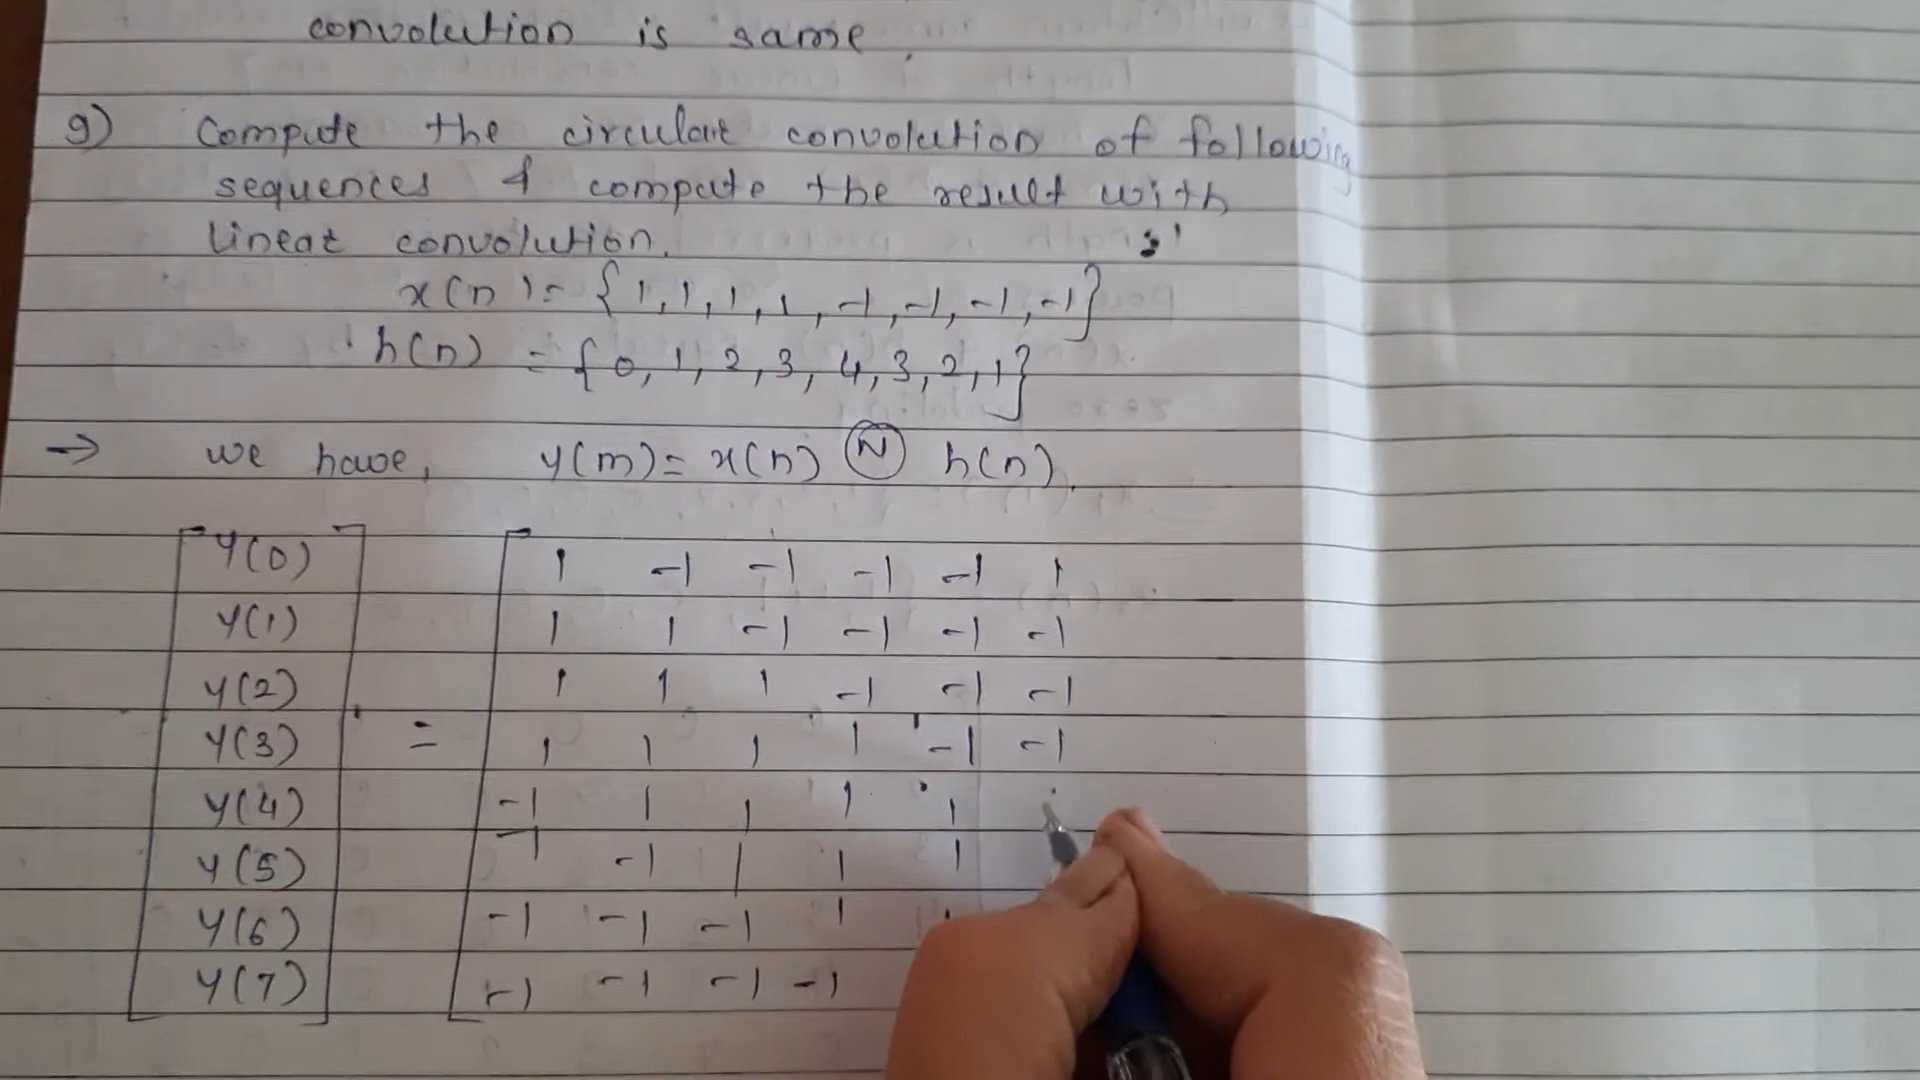 convolution is same.
9) Compute the circular convolution of following
sequences & compute the result with
linear convolution.
x(n) = {1, 1, 1, 1, -1, -1, -1, -1}
h(n) = {0, 1, 2, 3, 4, 3, 2, 1}
→ we have, y(m) = x(n) Ⓝ h(n).
y(0) 1 -1 -1 -1 -1 1
y(1) 1 1 -1 -1 -1 -1
y(2) 1 1 1 -1 -1 -1
y(3) = 1 1 1 1 -1 -1
y(4) -1 1 1 1 1
y(5) -1 -1 1 1 1
y(6) -1 -1 -1 1 1
y(7) -1 -1 -1 -1